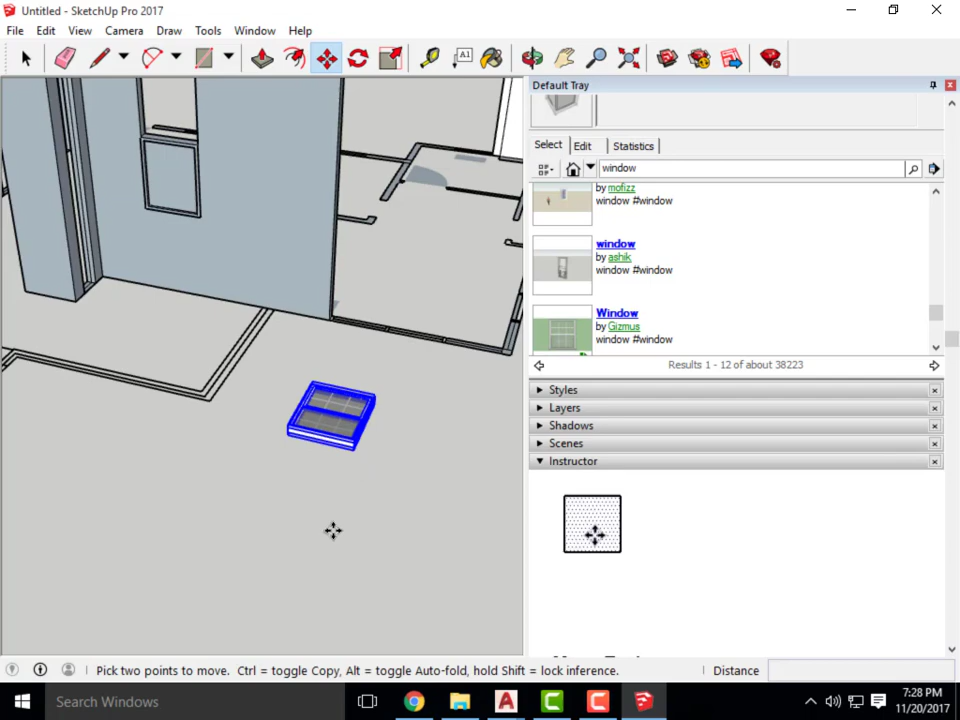 Untitled - SketchUp Pro 2017
File Edit View Camera Draw Tools Window Help
A1
Default Tray
Select Edit Statistics
window
by mofizz
window #window
window
by ashik
window #window
Window
by Gizmus
window #window
Results 1 - 12 of about 38223
Styles
Layers
Shadows
Scenes
Instructor
Pick two points to move. Ctrl = toggle Copy, Alt = toggle Auto-fold, hold Shift = lock inference.
Distance
Search Windows
7:28 PM
11/20/2017